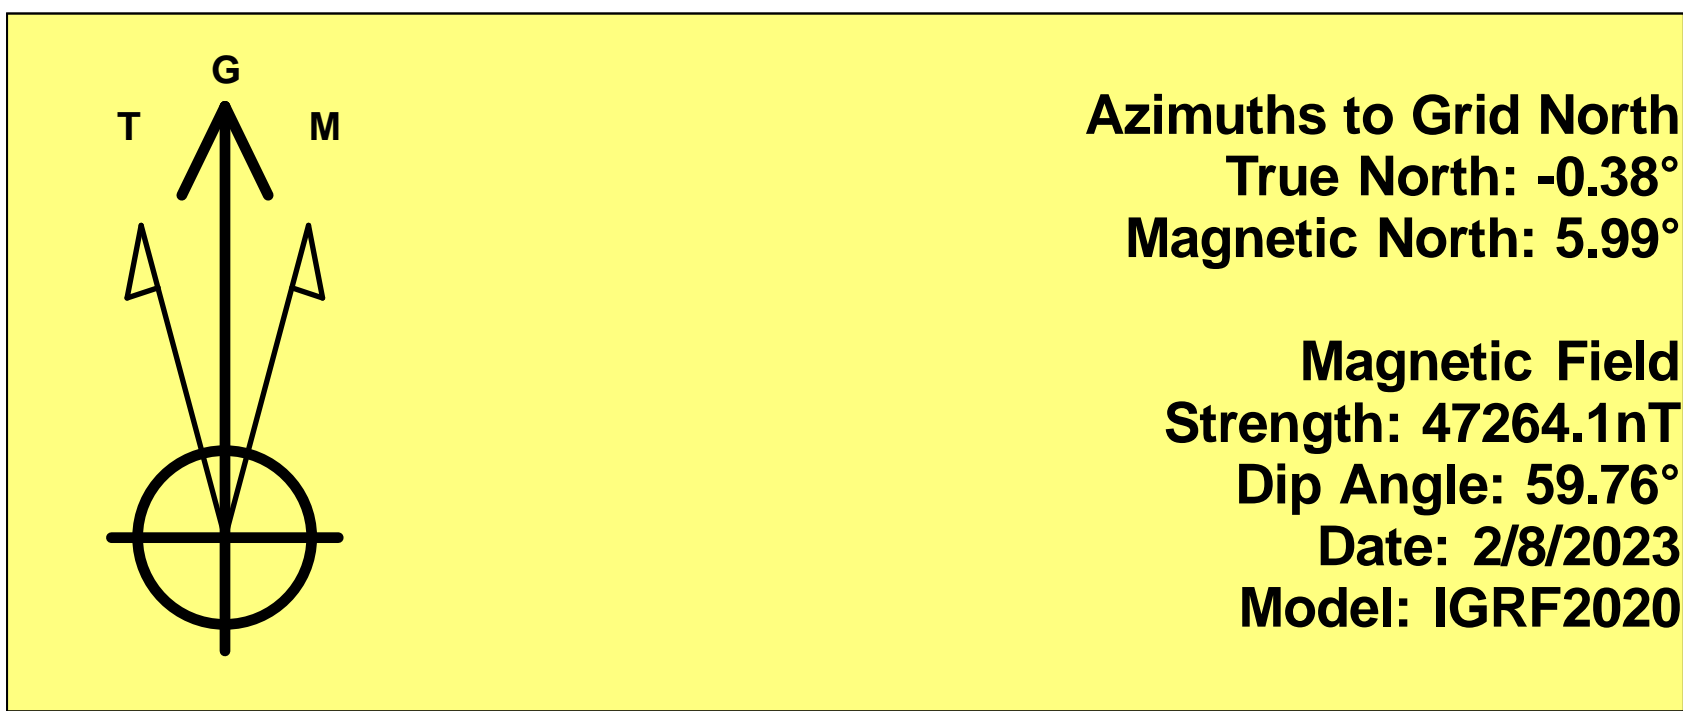 G
T
M
Azimuths to Grid North
True North: -0.38°
Magnetic North: 5.99°
Magnetic Field
Strength: 47264.1nT
Dip Angle: 59.76°
Date: 2/8/2023
Model: IGRF2020